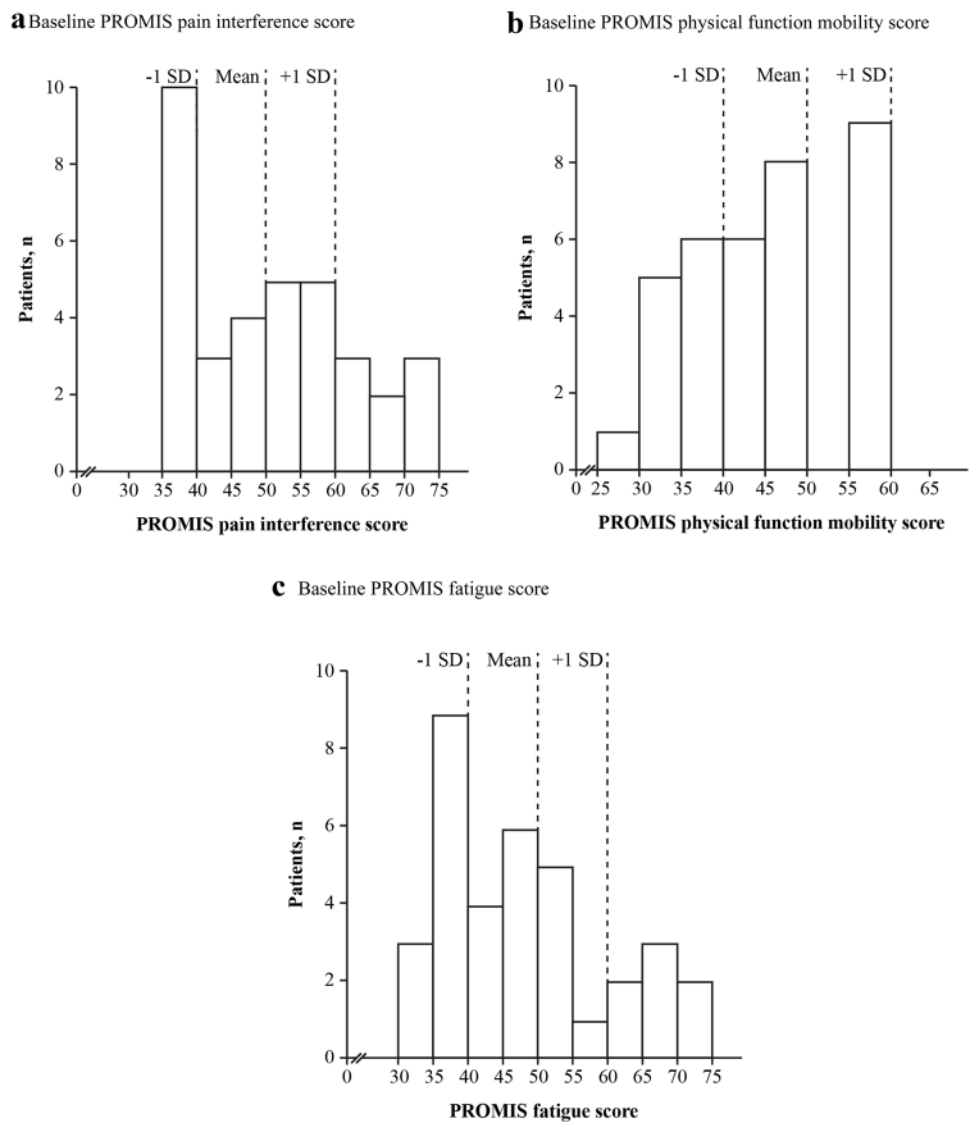 a Baseline PROMIS pain interference score
-1 SD Mean +1 SD
10
8
6
4
2
0
Patients, n
0 30 35 40 45 50 55 60 65 70 75
PROMIS pain interference score
b Baseline PROMIS physical function mobility score
-1 SD Mean +1 SD
10
8
6
4
2
0
Patients, n
0 25 30 35 40 45 50 55 60 65
PROMIS physical function mobility score
c Baseline PROMIS fatigue score
-1 SD Mean +1 SD
10
8
6
4
2
0
Patients, n
0 30 35 40 45 50 55 60 65 70 75
PROMIS fatigue score